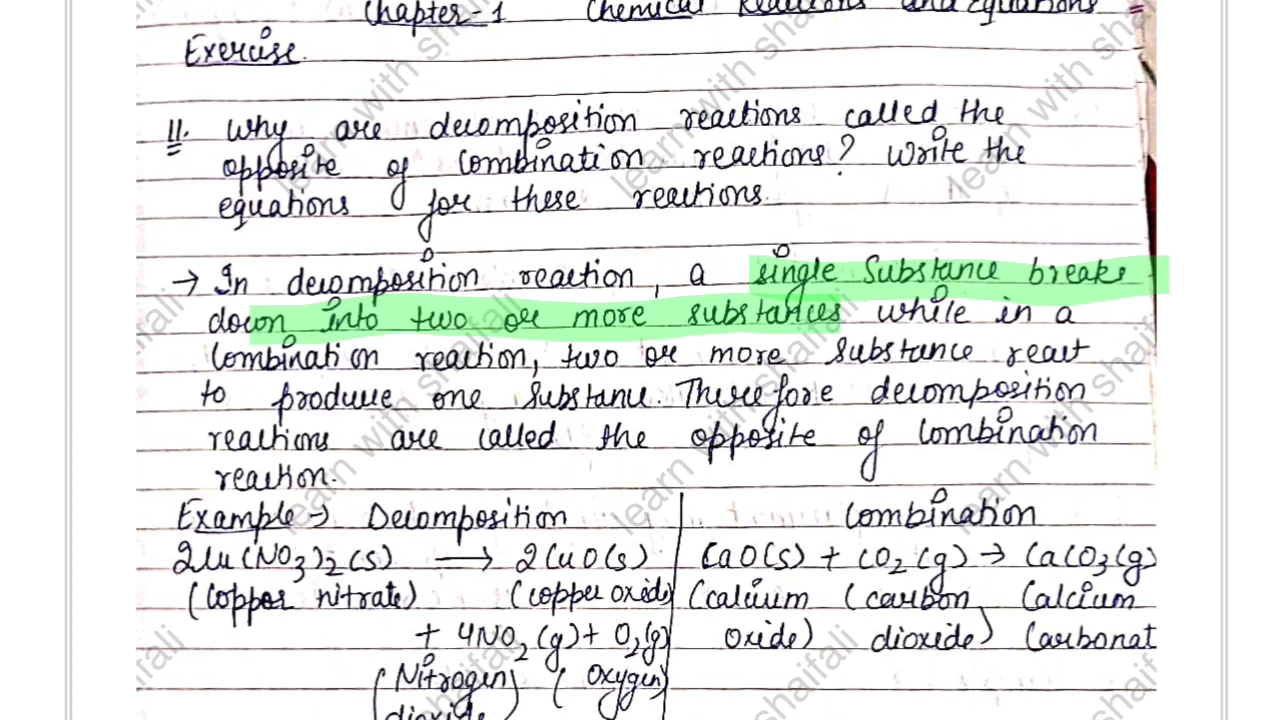 Chapter-1 Chemical Reactions and Equations
Exercise.
11. Why are decomposition reactions called the
opposite of combination reactions? Write the
equations for these reactions.
→ In decomposition reaction, a single Substance breaks
down into two or more substances while in a
Combination reaction, two or more substance react
to produce one substance. Therefore decomposition
reactions are called the opposite of Combination
reaction.
Example → Decomposition
2Cu(NO3)2(s) → 2CuO(s)
(Copper nitrate) (copper oxide)
+ 4NO2(g) + O2(g)
(Nitrogen (oxygen)
dioxide
Combination
CaO(s) + CO2(g) → CaCO3(g)
(calcium (carbon Calcium
oxide) dioxide) Carbonat
learn with shaifali